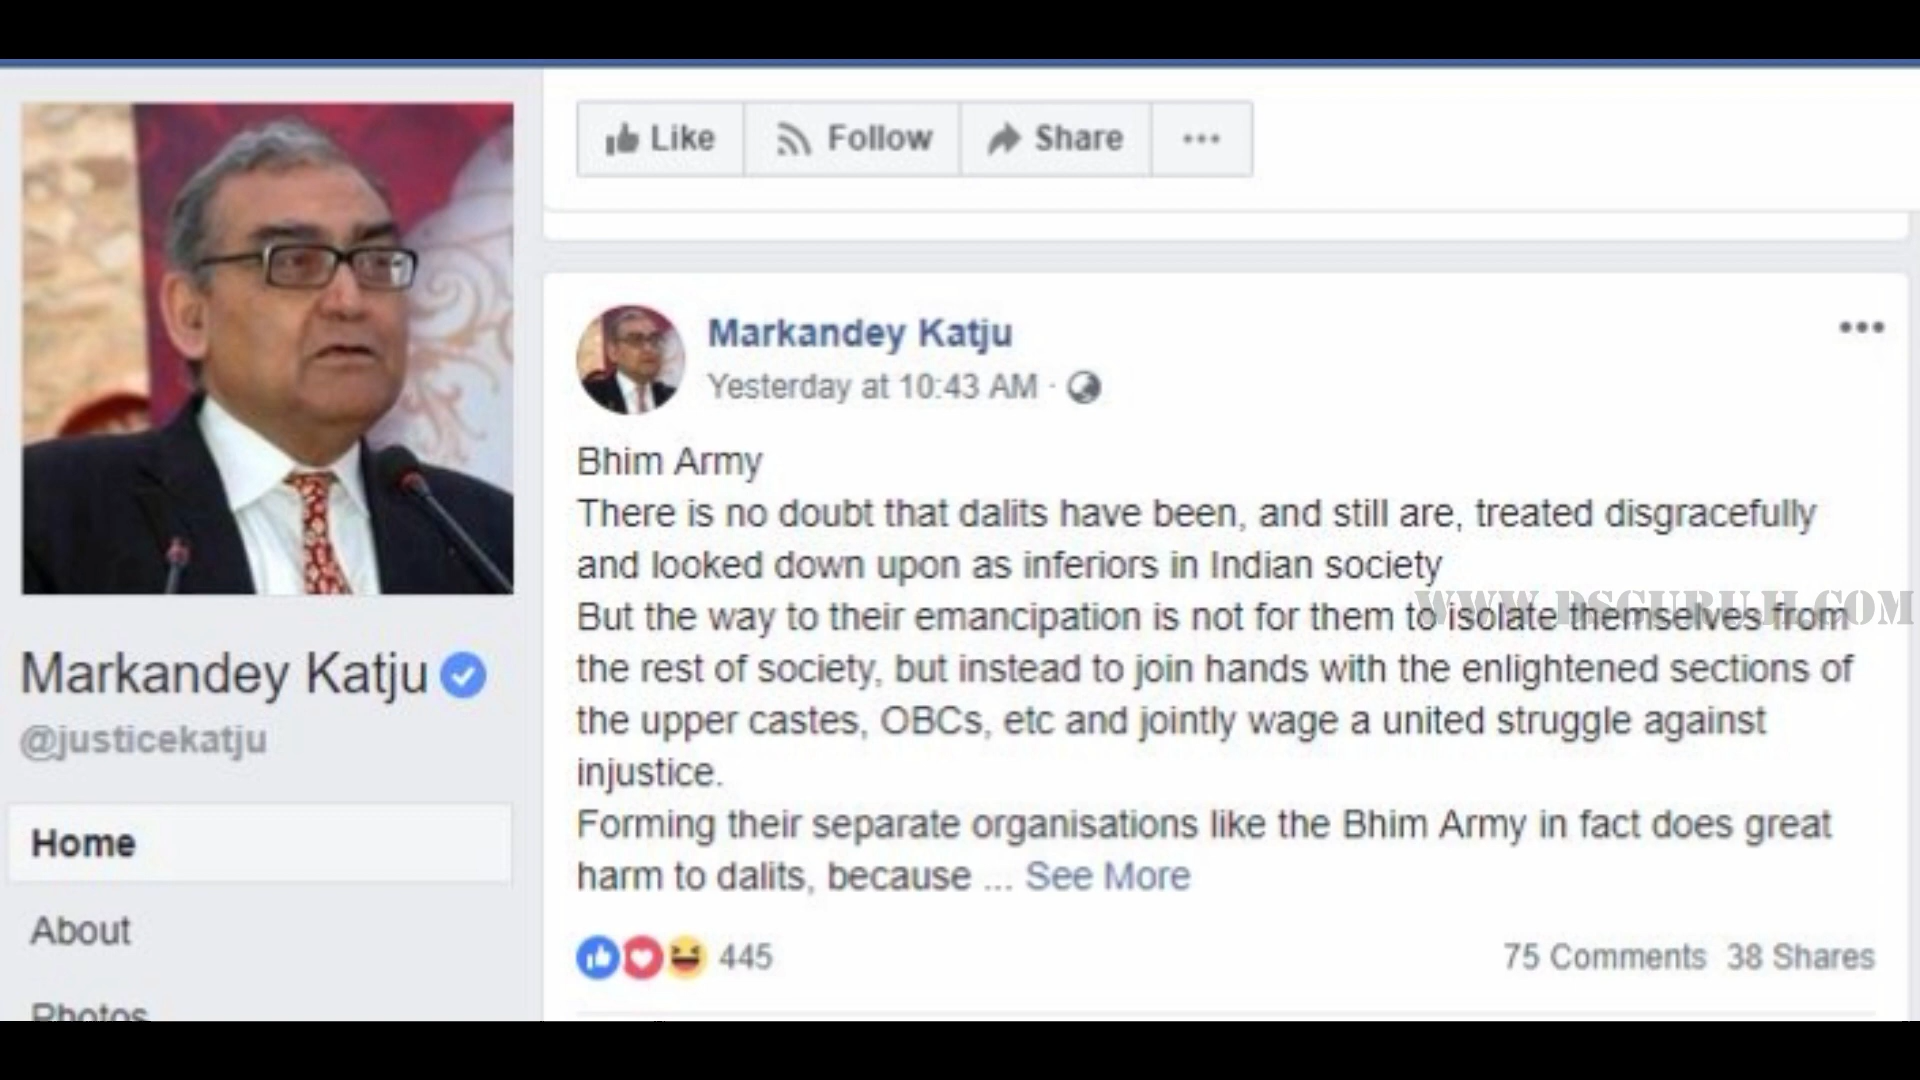 Like Follow Share
Markandey Katju
Yesterday at 10:43 AM
Bhim Army
There is no doubt that dalits have been, and still are, treated disgracefully
and looked down upon as inferiors in Indian society
But the way to their emancipation is not for them to isolate themselves from
the rest of society, but instead to join hands with the enlightened sections of
the upper castes, OBCs, etc and jointly wage a united struggle against
injustice.
Forming their separate organisations like the Bhim Army in fact does great
harm to dalits, because ... See More
445
75 Comments 38 Shares
Markandey Katju
@justicekatju
Home
About
Photos